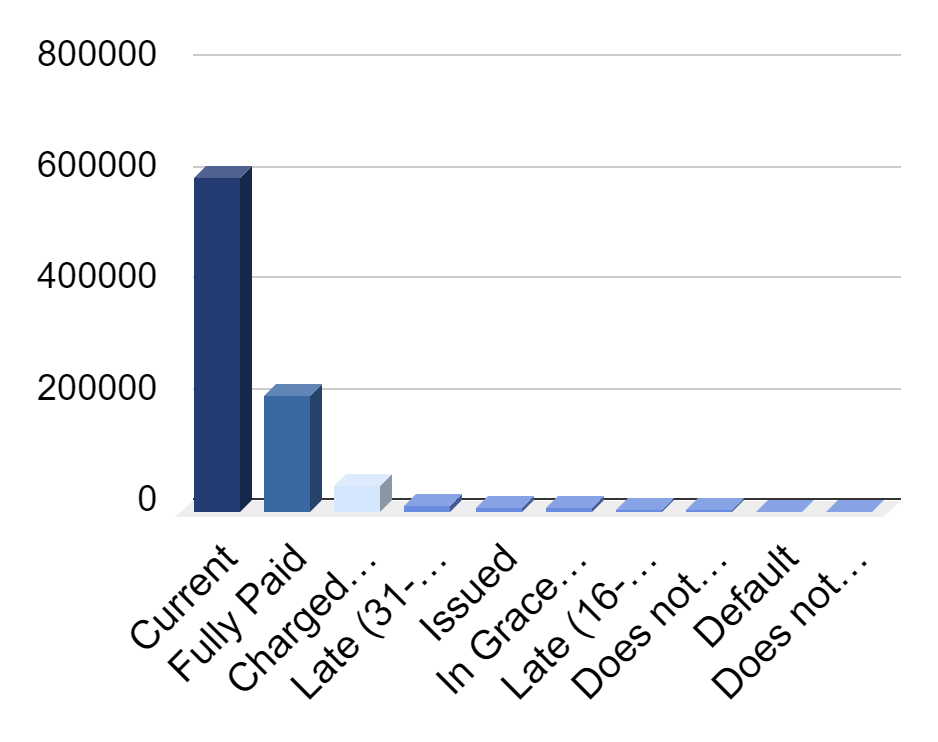 800000
600000
400000
200000
0
Current
Fully Paid
Charged…
Late (31-…
Issued
In Grace…
Late (16-…
Does not…
Default
Does not…